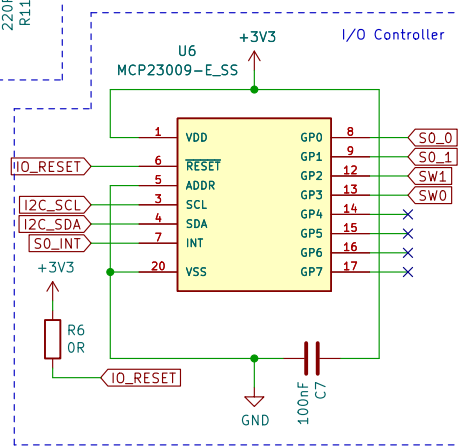 220R
R11
I/O Controller
+3V3
U6
MCP23009-E_SS
1 VDD
6 RESET
5 ADDR
3 SCL
4 SDA
7 INT
20 VSS
GP0 8
GP1 9
GP2 12
GP3 13
GP4 14
GP5 15
GP6 16
GP7 17
IO_RESET
I2C_SCL
I2C_SDA
S0_INT
S0_0
S0_1
SW1
SW0
+3V3
R6
0R
IO_RESET
GND
100nF
C7